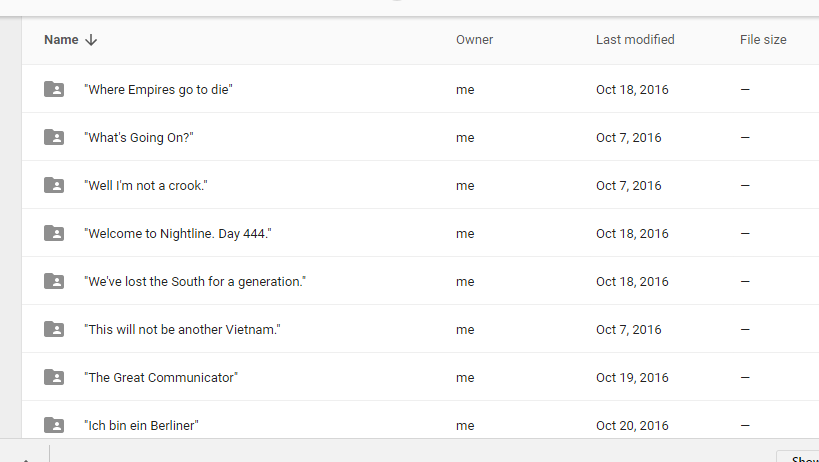 Name Owner Last modified File size
"Where Empires go to die" me Oct 18, 2016 —
"What's Going On?" me Oct 7, 2016 —
"Well I'm not a crook." me Oct 7, 2016 —
"Welcome to Nightline. Day 444." me Oct 18, 2016 —
"We've lost the South for a generation." me Oct 18, 2016 —
"This will not be another Vietnam." me Oct 7, 2016 —
"The Great Communicator" me Oct 19, 2016 —
"Ich bin ein Berliner" me Oct 20, 2016 —